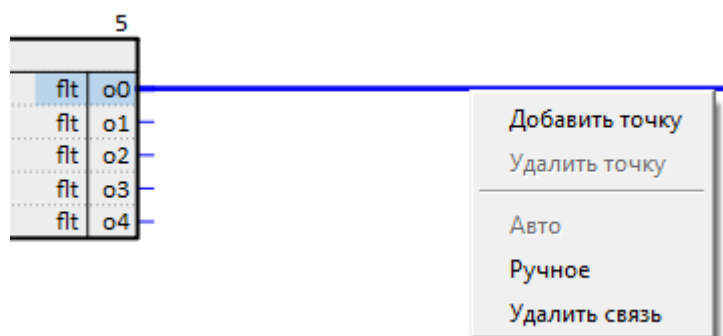 5
flt o0
flt o1
flt o2
flt o3
flt o4
Добавить точку
Удалить точку
Авто
Ручное
Удалить связь